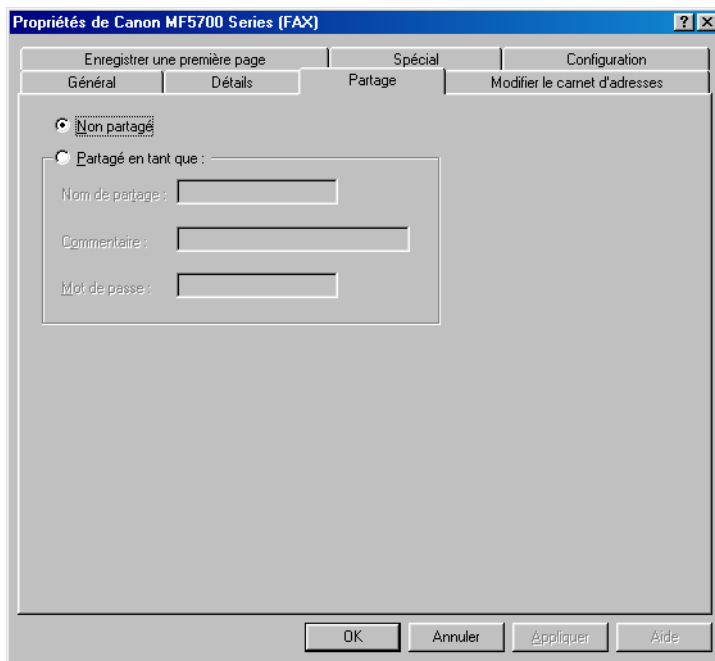 Propriétés de Canon MF5700 Series (FAX)
Enregistrer une première page Spécial Configuration
Général Détails Partage Modifier le carnet d'adresses
Non partagé
Partagé en tant que :
Nom de partage :
Commentaire :
Mot de passe :
OK Annuler Appliquer Aide